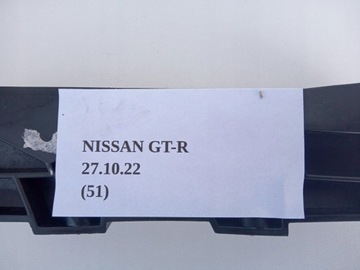 NISSAN GT-R
27.10.22
(51)